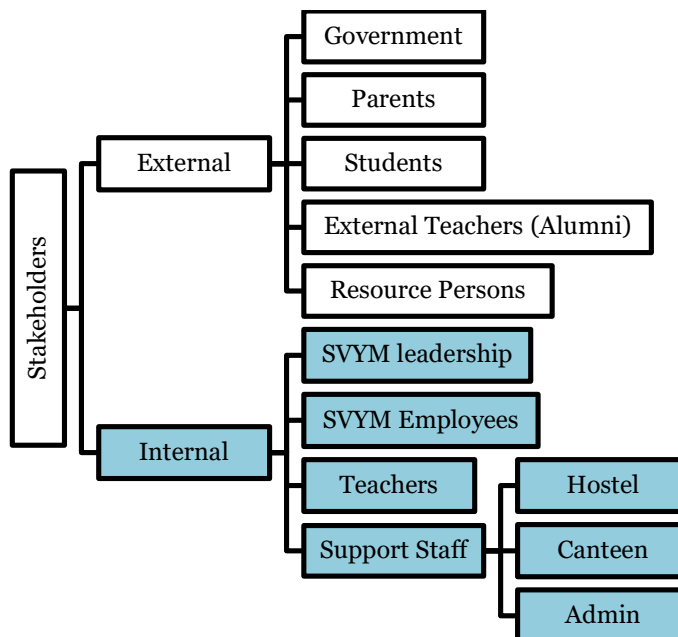 Stakeholders
External
Government
Parents
Students
External Teachers (Alumni)
Resource Persons
Internal
SVYM leadership
SVYM Employees
Teachers
Support Staff
Hostel
Canteen
Admin